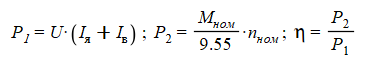 P₁ = U·(Iя + Iв) ; P₂ = Mном / 9.55 · nном ; η = P₂ / P₁